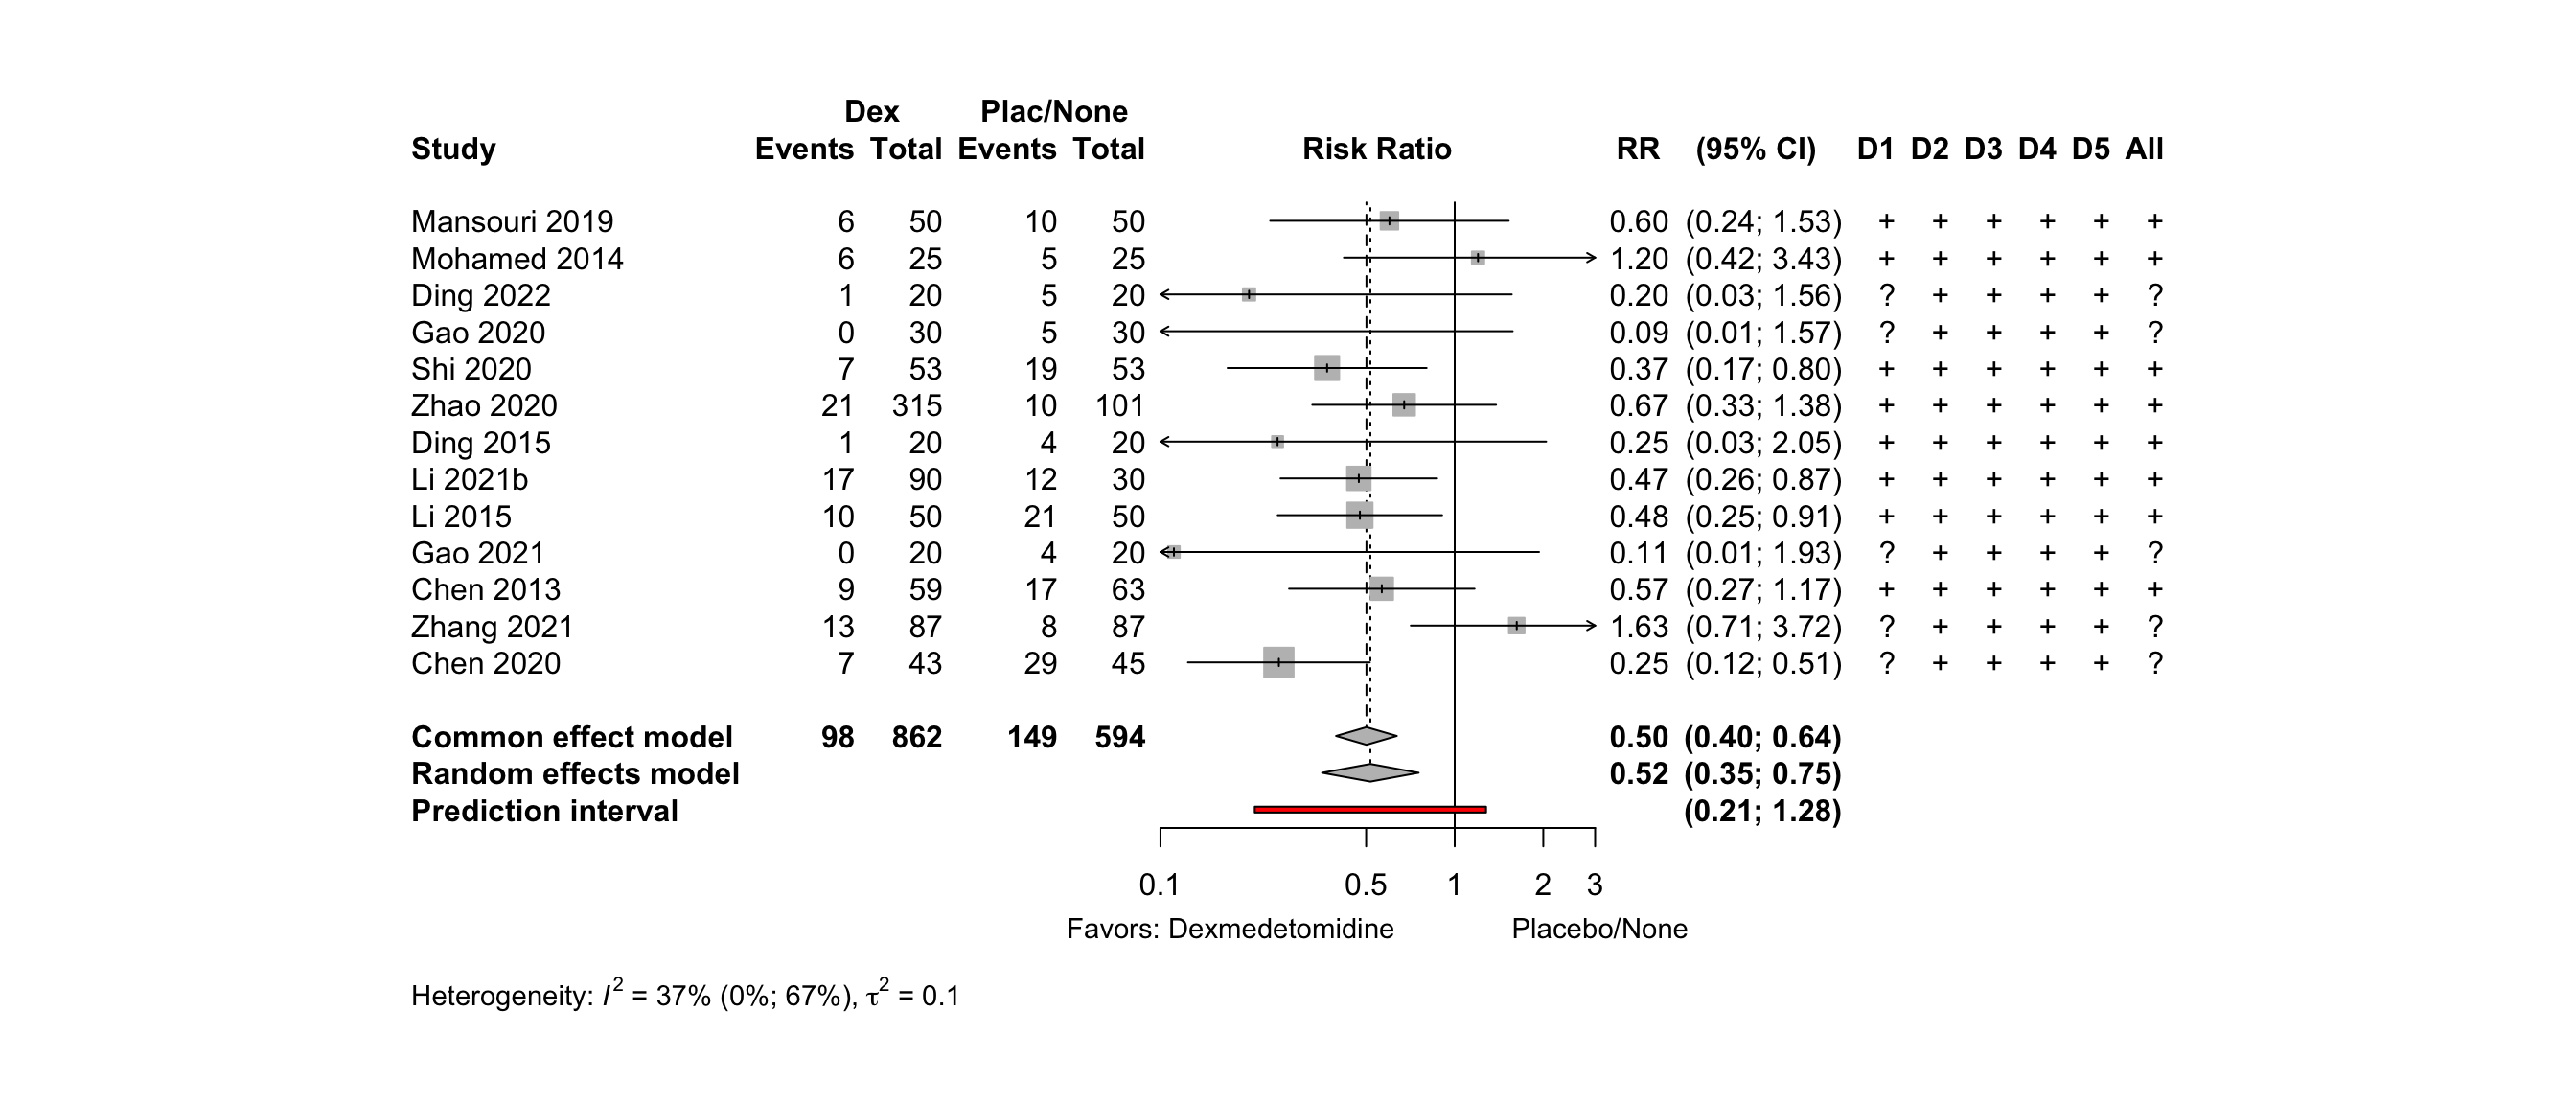 Dex Plac/None
Study Events Total Events Total Risk Ratio RR (95% CI) D1 D2 D3 D4 D5 All
Mansouri 2019 6 50 10 50 0.60 (0.24; 1.53) + + + + + +
Mohamed 2014 6 25 5 25 1.20 (0.42; 3.43) + + + + + +
Ding 2022 1 20 5 20 0.20 (0.03; 1.56) ? + + + + ?
Gao 2020 0 30 5 30 0.09 (0.01; 1.57) ? + + + + ?
Shi 2020 7 53 19 53 0.37 (0.17; 0.80) + + + + + +
Zhao 2020 21 315 10 101 0.67 (0.33; 1.38) + + + + + +
Ding 2015 1 20 4 20 0.25 (0.03; 2.05) + + + + + +
Li 2021b 17 90 12 30 0.47 (0.26; 0.87) + + + + + +
Li 2015 10 50 21 50 0.48 (0.25; 0.91) + + + + + +
Gao 2021 0 20 4 20 0.11 (0.01; 1.93) ? + + + + ?
Chen 2013 9 59 17 63 0.57 (0.27; 1.17) + + + + + +
Zhang 2021 13 87 8 87 1.63 (0.71; 3.72) ? + + + + ?
Chen 2020 7 43 29 45 0.25 (0.12; 0.51) ? + + + + ?
Common effect model 98 862 149 594 0.50 (0.40; 0.64)
Random effects model 0.52 (0.35; 0.75)
Prediction interval (0.21; 1.28)
0.1 0.5 1 2 3
Favors: Dexmedetomidine Placebo/None
Heterogeneity: I² = 37% (0%; 67%), τ² = 0.1